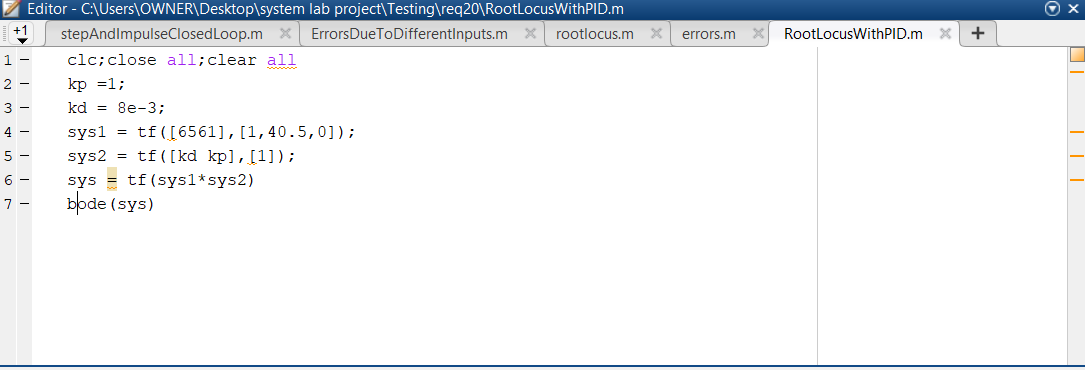 Editor - C:\Users\OWNER\Desktop\system lab project\Testing\req20\RootLocusWithPID.m
+1 stepAndImpulseClosedLoop.m ErrorsDueToDifferentInputs.m rootlocus.m errors.m RootLocusWithPID.m +
1 – clc;close all;clear all
2 – kp =1;
3 – kd = 8e-3;
4 – sys1 = tf([6561],[1,40.5,0]);
5 – sys2 = tf([kd kp],[1]);
6 – sys = tf(sys1*sys2)
7 – bode(sys)